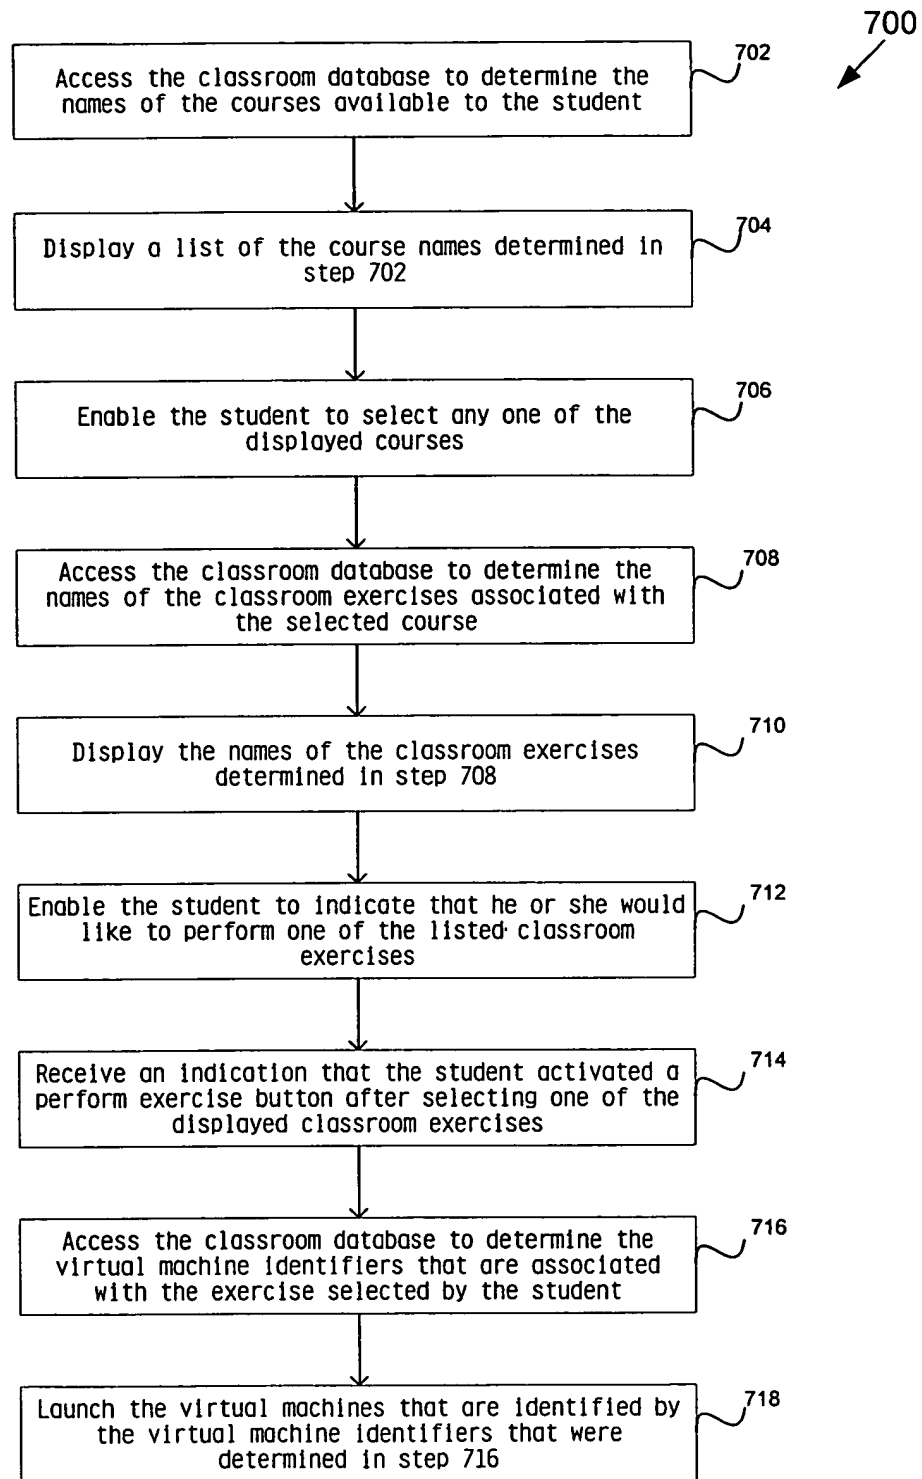 700
702
Access the classroom database to determine the
names of the courses available to the student
704
Display a list of the course names determined in
step 702
706
Enable the student to select any one of the
displayed courses
708
Access the classroom database to determine the
names of the classroom exercises associated with
the selected course
710
Display the names of the classroom exercises
determined in step 708
712
Enable the student to indicate that he or she would
like to perform one of the listed classroom
exercises
714
Receive an indication that the student activated a
perform exercise button after selecting one of the
displayed classroom exercises
716
Access the classroom database to determine the
virtual machine identifiers that are associated
with the exercise selected by the student
718
Launch the virtual machines that are identified by
the virtual machine identifiers that were
determined in step 716